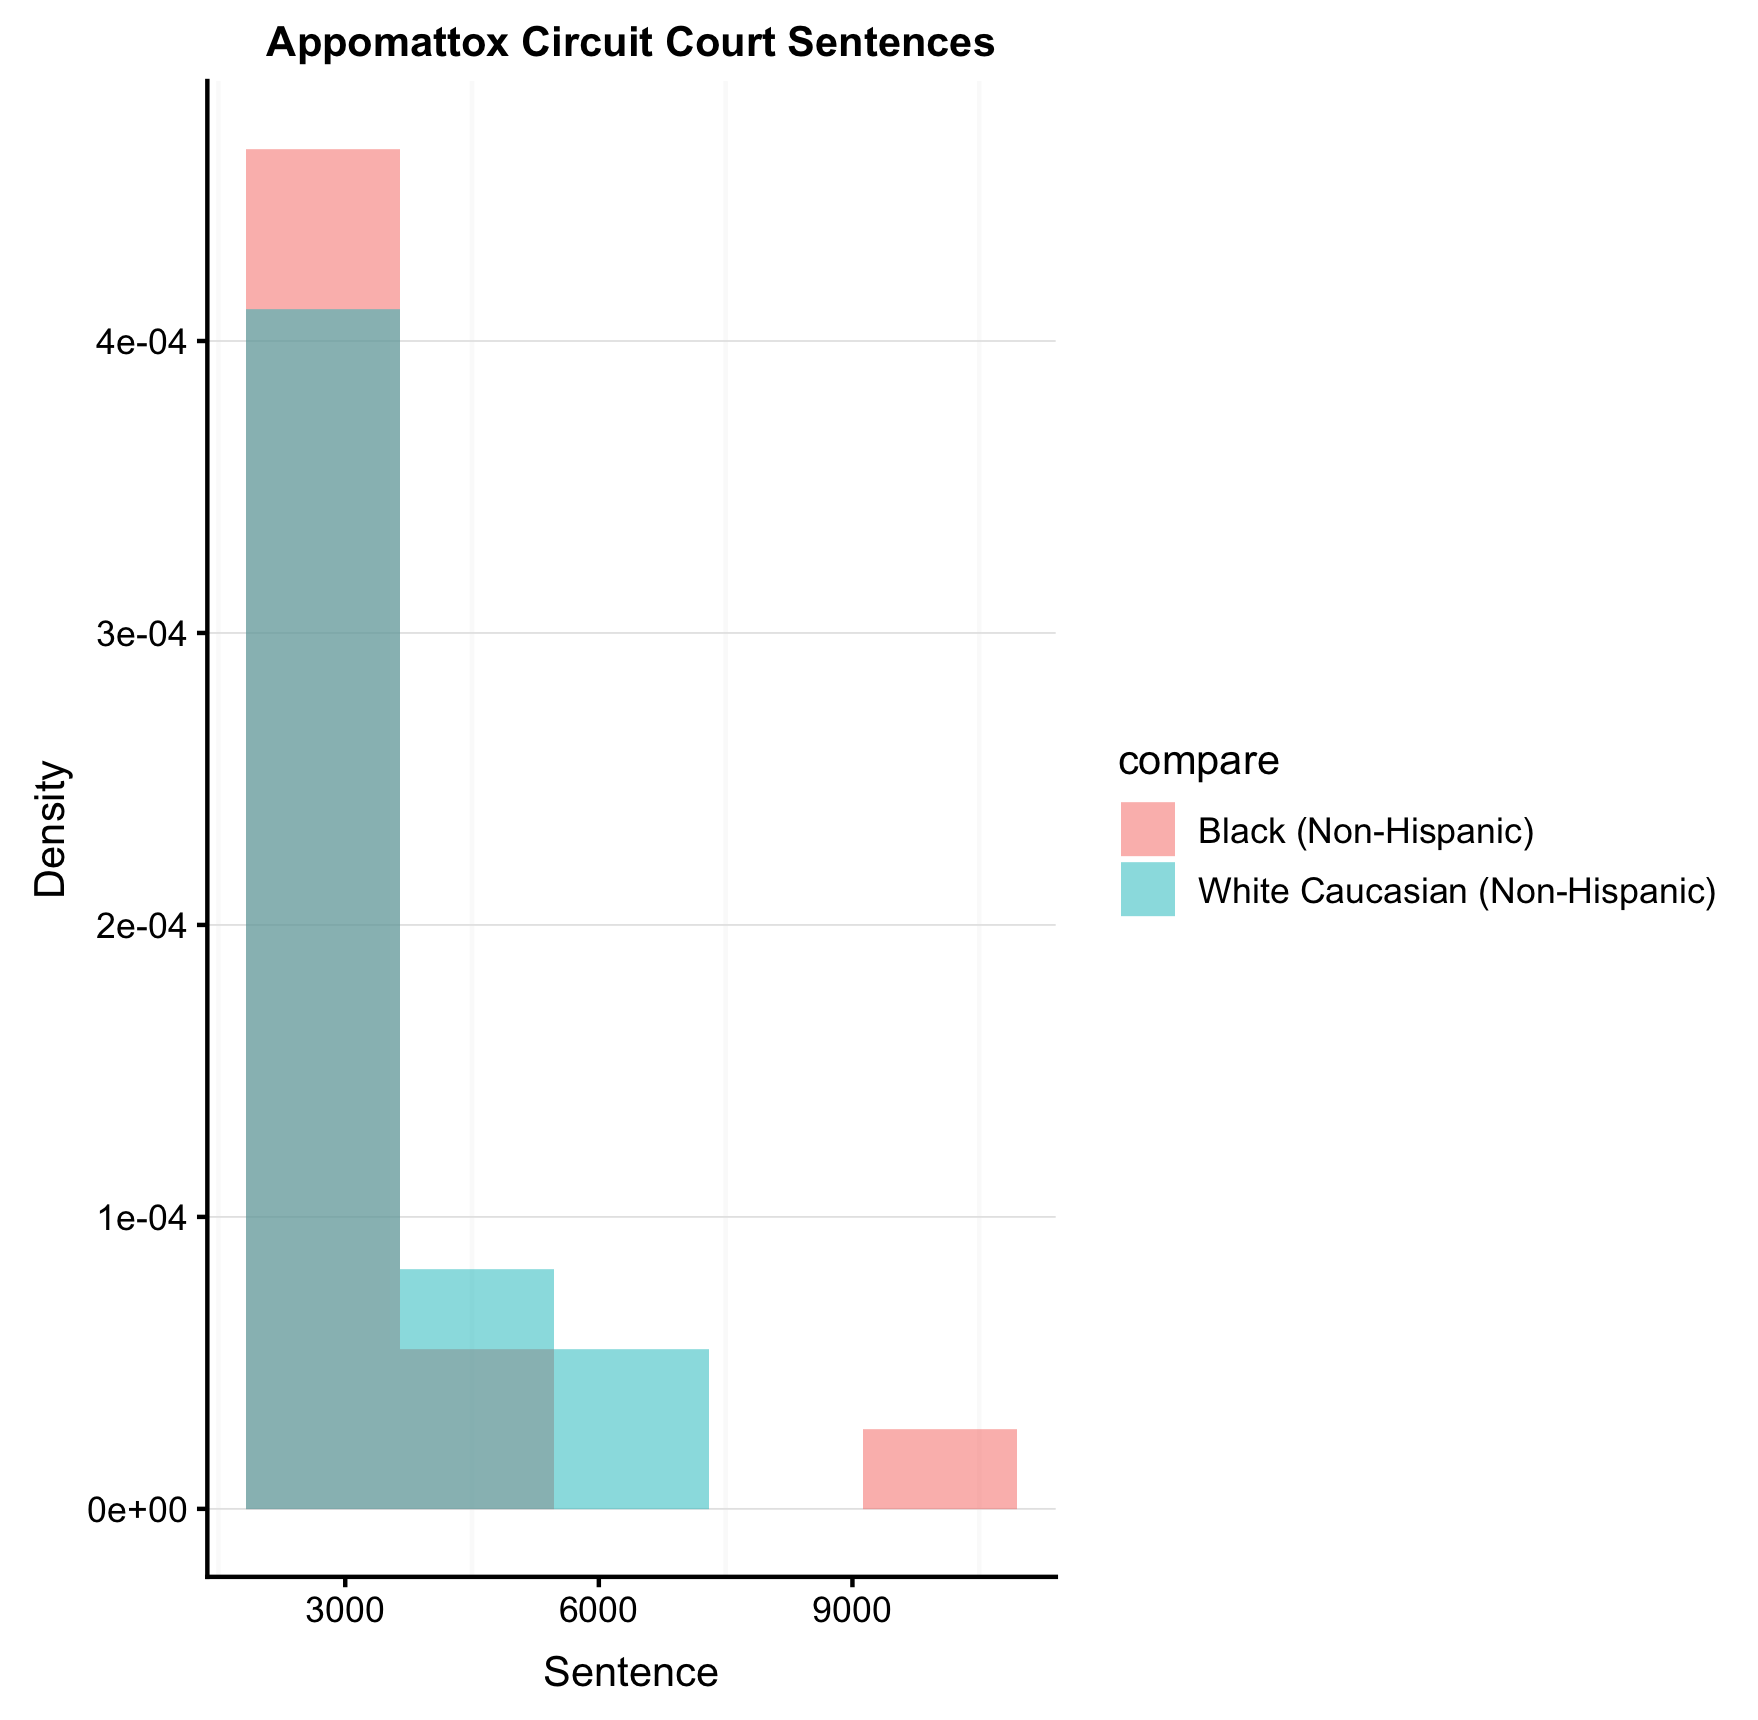 Appomattox Circuit Court Sentences
4e-04
3e-04
2e-04
1e-04
0e+00
Density
3000 6000 9000
Sentence
compare
Black (Non-Hispanic)
White Caucasian (Non-Hispanic)